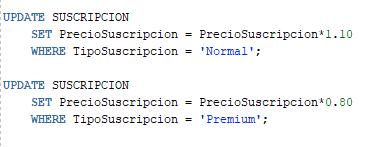 UPDATE SUSCRIPCION
SET PrecioSuscripcion = PrecioSuscripcion*1.10
WHERE TipoSuscripcion = 'Normal';
UPDATE SUSCRIPCION
SET PrecioSuscripcion = PrecioSuscripcion*0.80
WHERE TipoSuscripcion = 'Premium';